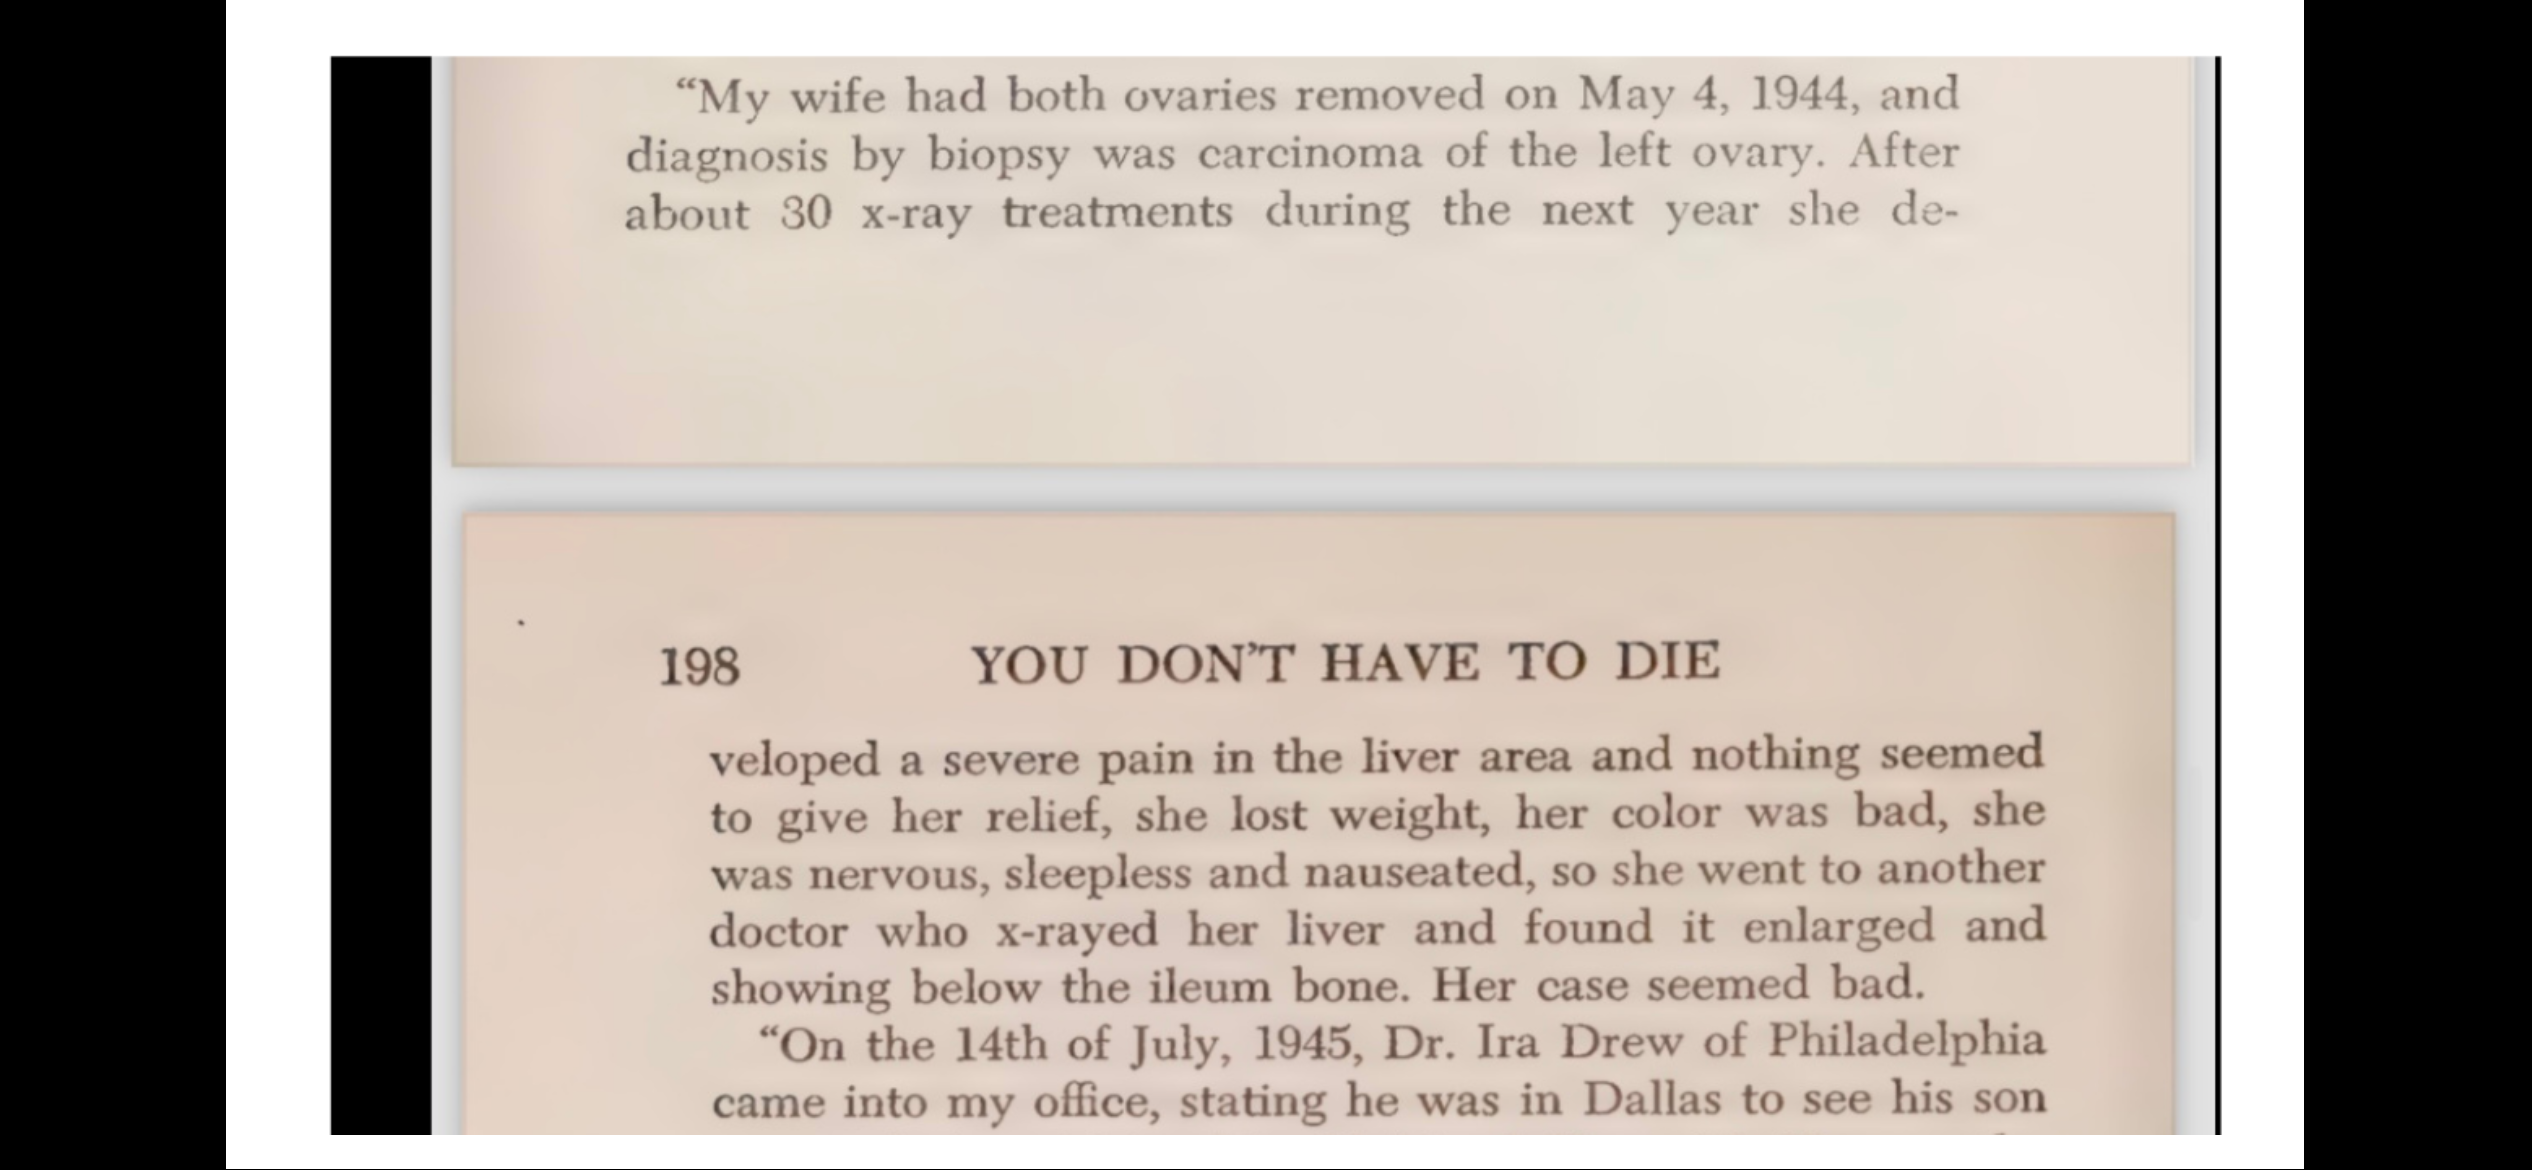 “My wife had both ovaries removed on May 4, 1944, and
diagnosis by biopsy was carcinoma of the left ovary. After
about 30 x-ray treatments during the next year she de-
198 YOU DON’T HAVE TO DIE
veloped a severe pain in the liver area and nothing seemed
to give her relief, she lost weight, her color was bad, she
was nervous, sleepless and nauseated, so she went to another
doctor who x-rayed her liver and found it enlarged and
showing below the ileum bone. Her case seemed bad.
“On the 14th of July, 1945, Dr. Ira Drew of Philadelphia
came into my office, stating he was in Dallas to see his son